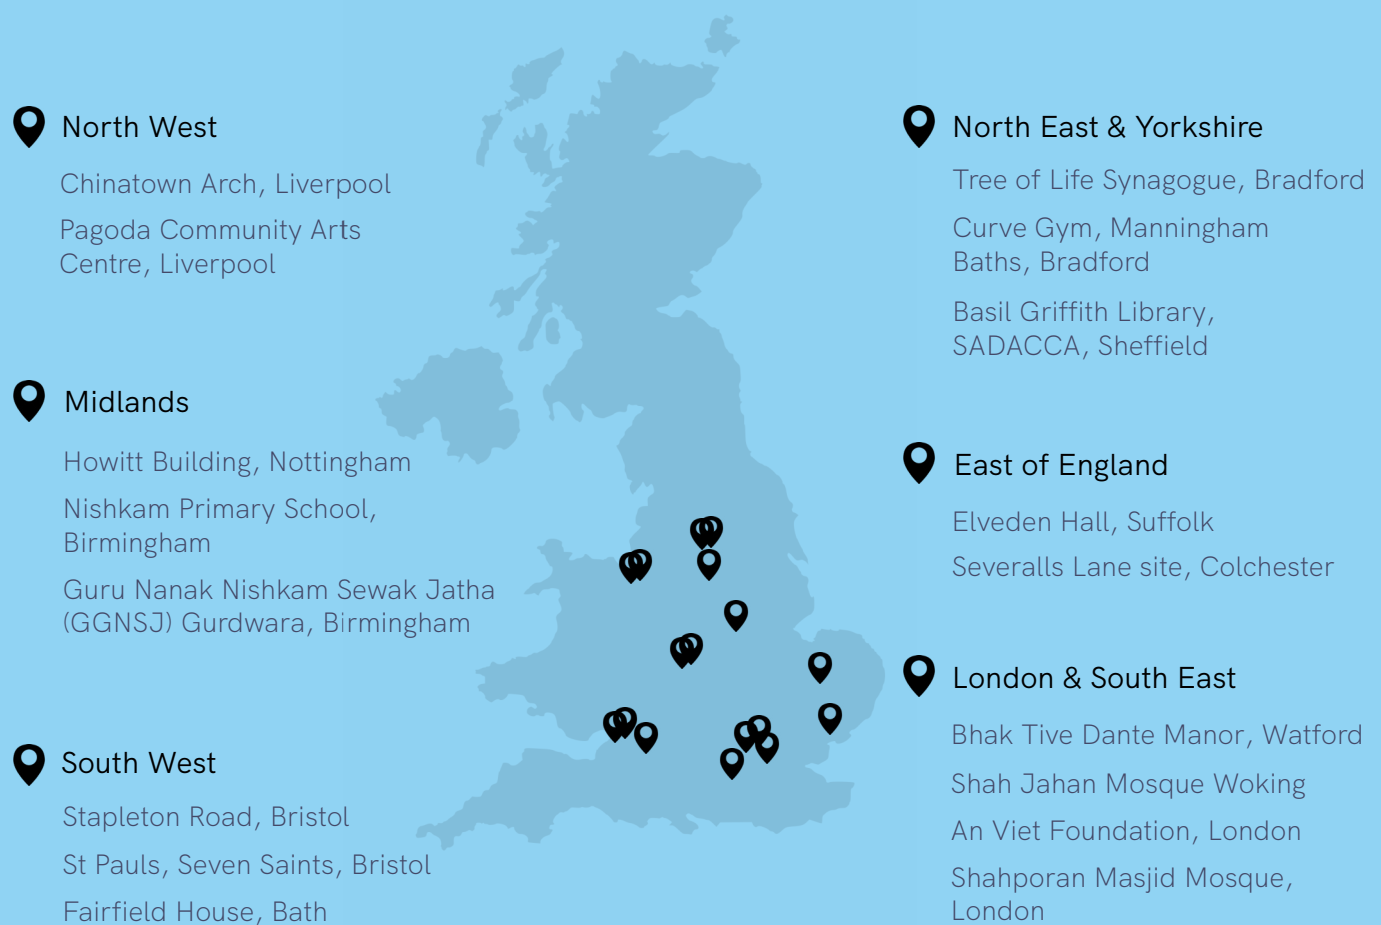 North West
Chinatown Arch, Liverpool
Pagoda Community Arts
Centre, Liverpool
Midlands
Howitt Building, Nottingham
Nishkam Primary School,
Birmingham
Guru Nanak Nishkam Sewak Jatha
(GGNSJ) Gurdwara, Birmingham
South West
Stapleton Road, Bristol
St Pauls, Seven Saints, Bristol
Fairfield House, Bath
North East & Yorkshire
Tree of Life Synagogue, Bradford
Curve Gym, Manningham
Baths, Bradford
Basil Griffith Library,
SADACCA, Sheffield
East of England
Elveden Hall, Suffolk
Severalls Lane site, Colchester
London & South East
Bhak Tive Dante Manor, Watford
Shah Jahan Mosque Woking
An Viet Foundation, London
Shahporan Masjid Mosque,
London